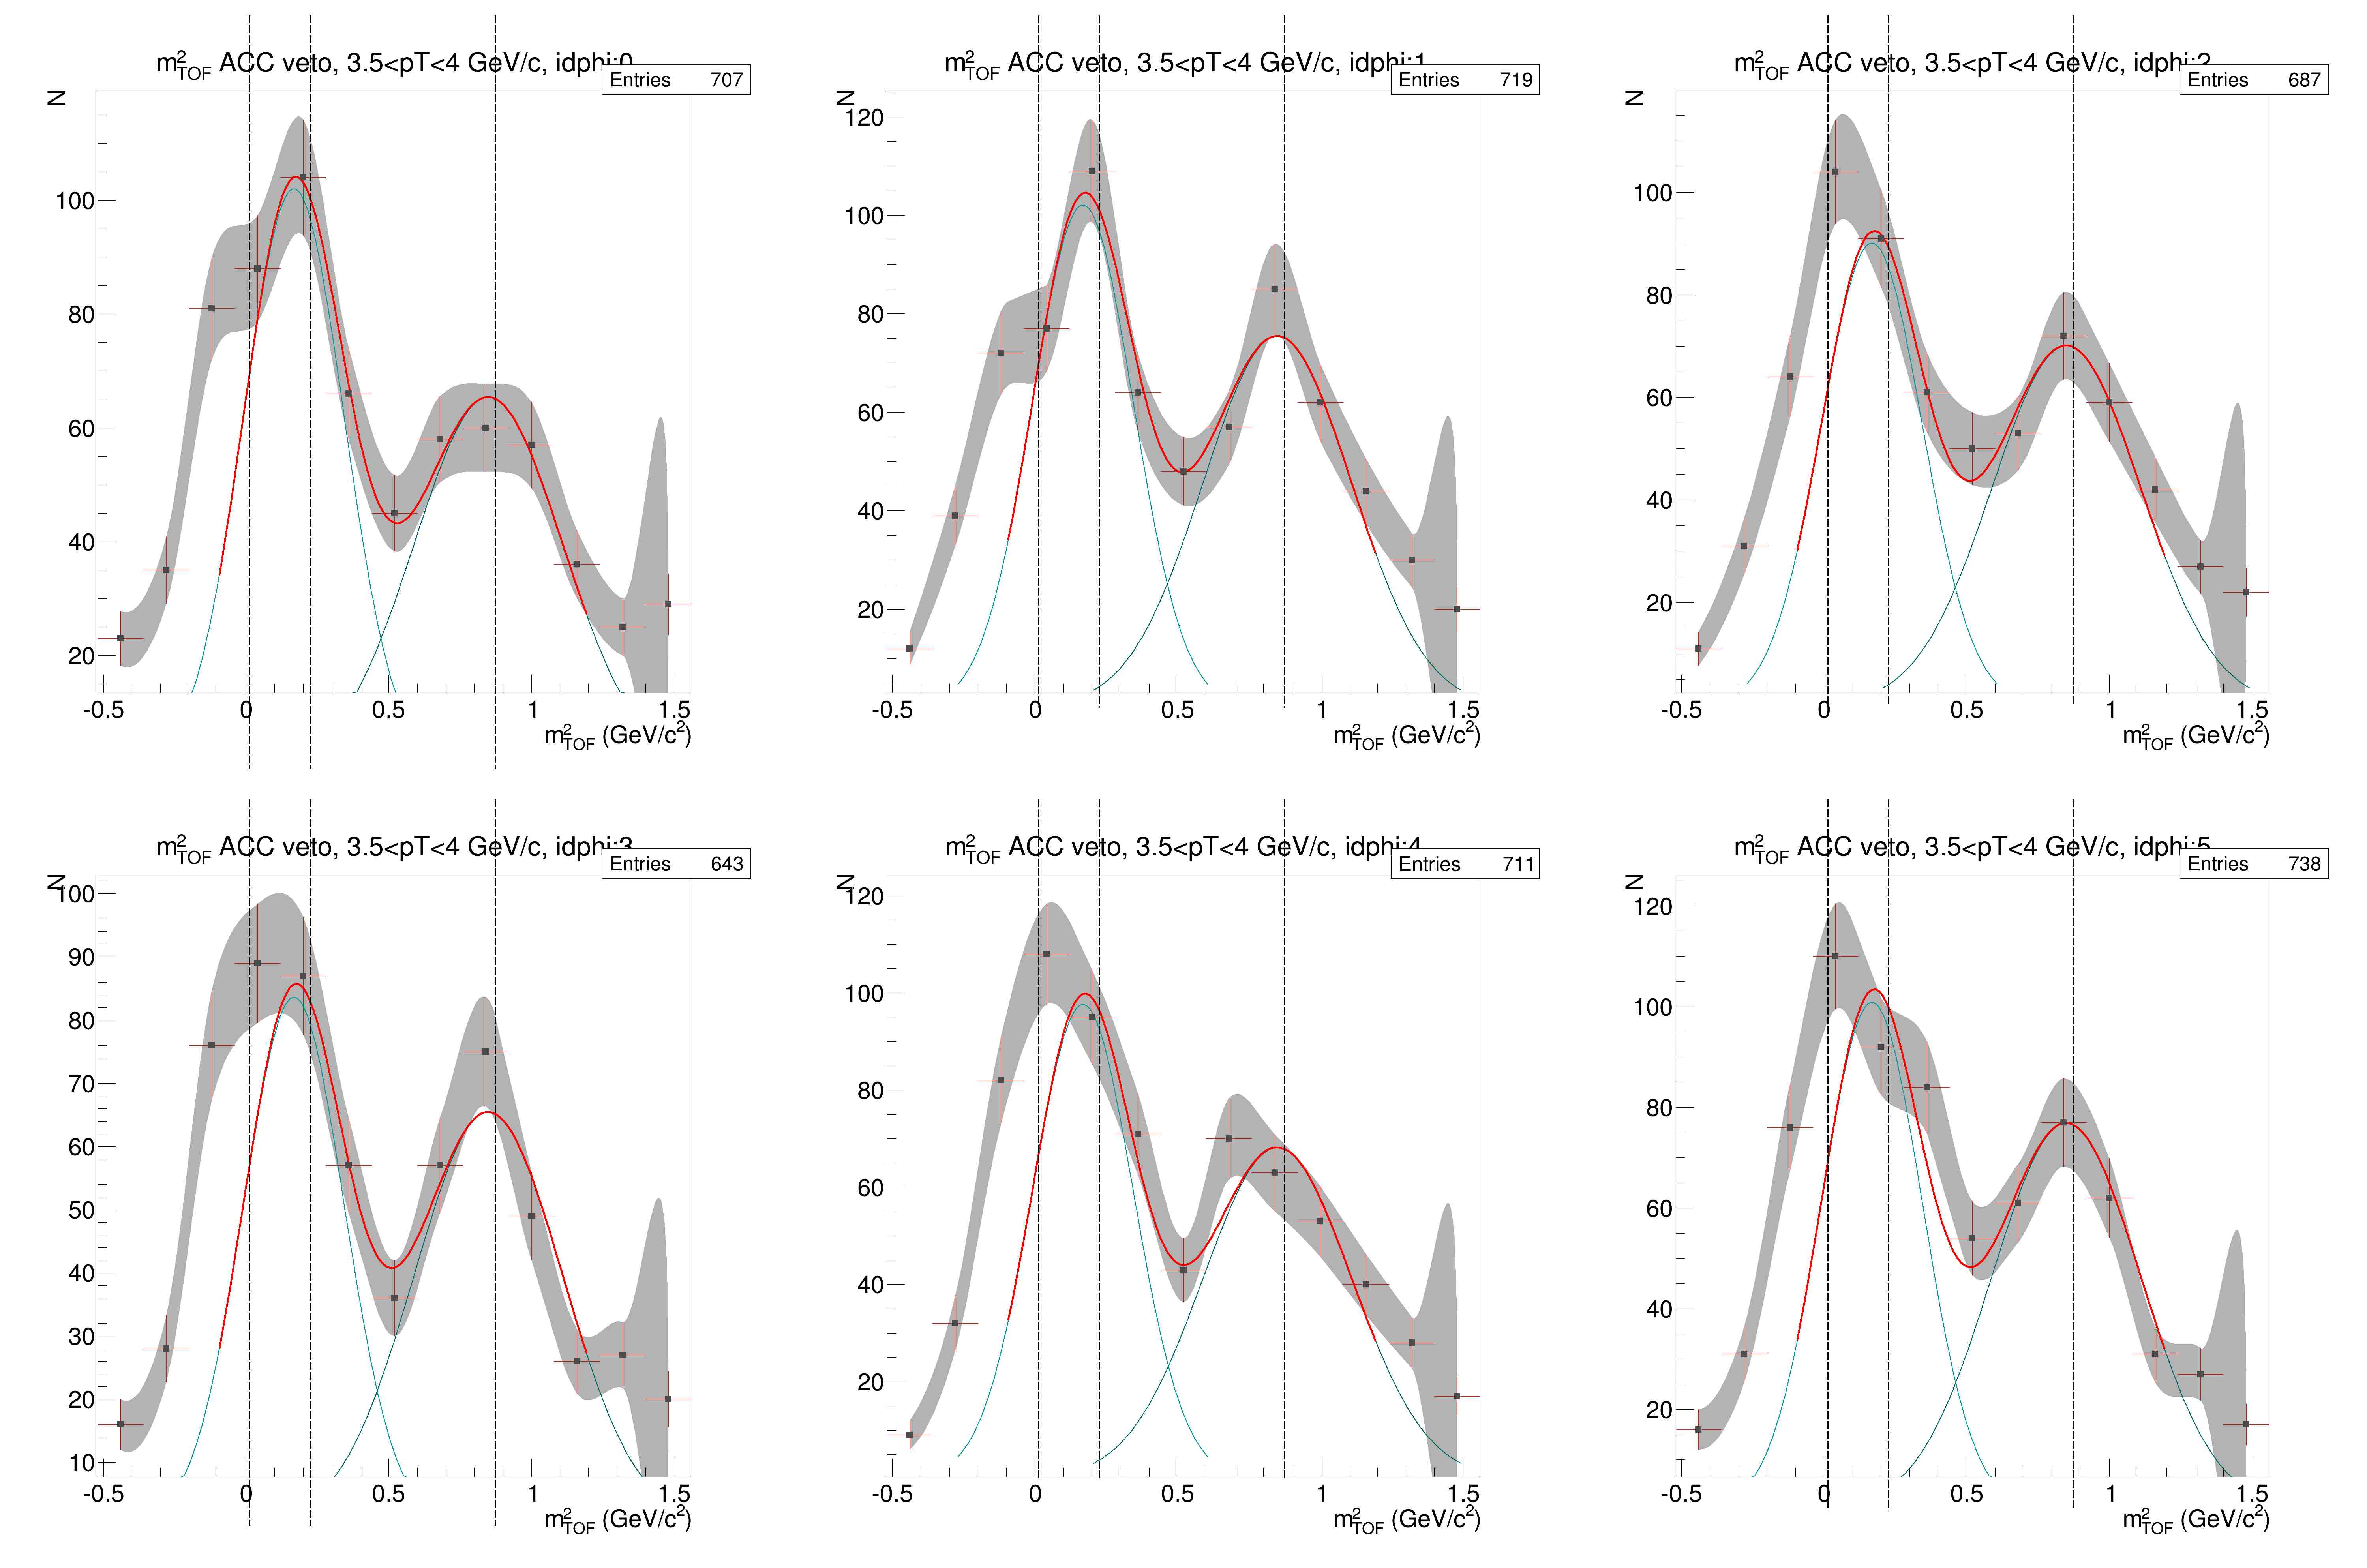 m²TOF ACC veto, 3.5<pT<4 GeV/c, idphi:0
Entries 707
N
100
80
60
40
20
-0.5 0 0.5 1 1.5
m²TOF (GeV/c²)
m²TOF ACC veto, 3.5<pT<4 GeV/c, idphi:1
Entries 719
N
120
100
80
60
40
20
-0.5 0 0.5 1 1.5
m²TOF (GeV/c²)
m²TOF ACC veto, 3.5<pT<4 GeV/c, idphi:2
Entries 687
N
100
80
60
40
20
-0.5 0 0.5 1 1.5
m²TOF (GeV/c²)
m²TOF ACC veto, 3.5<pT<4 GeV/c, idphi:3
Entries 643
N
100
90
80
70
60
50
40
30
20
10
-0.5 0 0.5 1 1.5
m²TOF (GeV/c²)
m²TOF ACC veto, 3.5<pT<4 GeV/c, idphi:4
Entries 711
N
120
100
80
60
40
20
-0.5 0 0.5 1 1.5
m²TOF (GeV/c²)
m²TOF ACC veto, 3.5<pT<4 GeV/c, idphi:5
Entries 738
N
120
100
80
60
40
20
-0.5 0 0.5 1 1.5
m²TOF (GeV/c²)